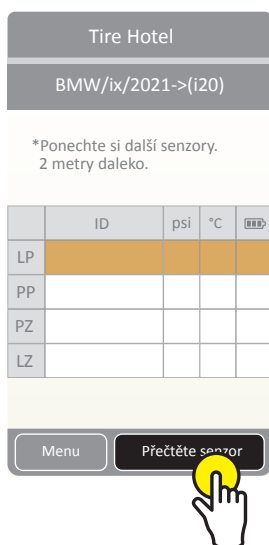 Tire Hotel
BMW/ix/2021->(i20)
*Ponechte si další senzory.
2 metry daleko.
ID psi °C
LP
PP
PZ
LZ
Menu Přečtěte senzor